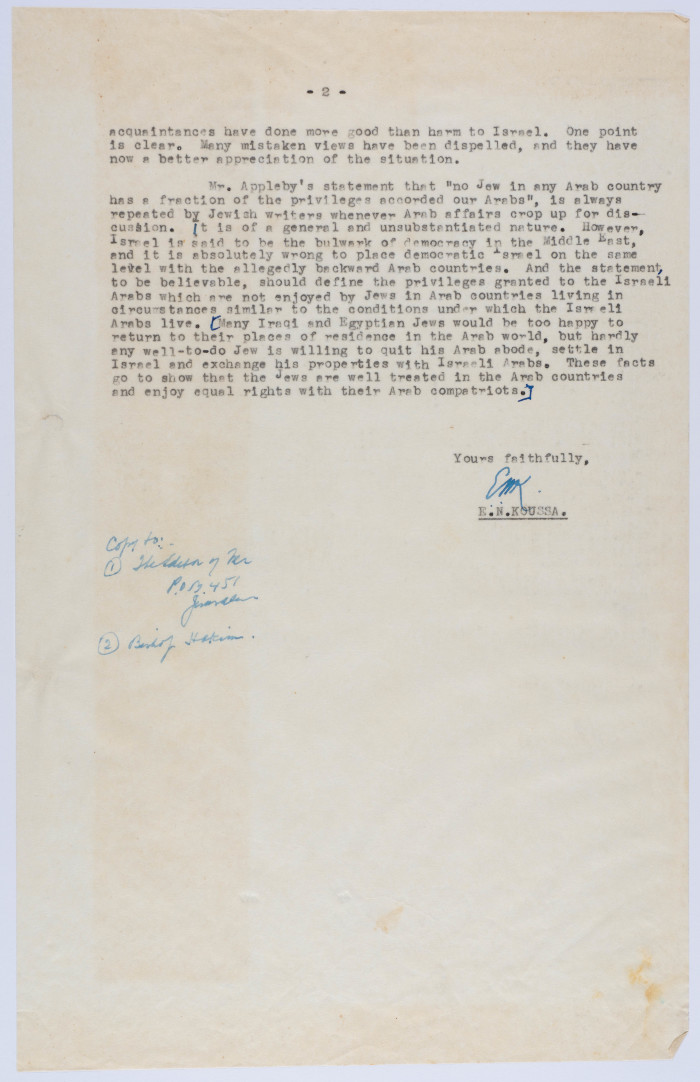 - 2 -
acquaintances have done more good than harm to Israel. One point
is clear. Many mistaken views have been dispelled, and they have
now a better appreciation of the situation.
Mr. Appleby's statement that "no Jew in any Arab country
has a fraction of the privileges accorded our Arabs", is always
repeated by Jewish writers whenever Arab affairs crop up for dis-
cussion. It is of a general and unsubstantiated nature. However,
Israel is said to be the bulwark of democracy in the Middle East,
and it is absolutely wrong to place democratic Israel on the same
level with the allegedly backward Arab countries. And the statement,
to be believable, should define the privileges granted to the Israeli
Arabs which are not enjoyed by Jews in Arab countries living in
circumstances similar to the conditions under which the Israeli
Arabs live. [Many Iraqi and Egyptian Jews would be too happy to
return to their places of residence in the Arab world, but hardly
any well-to-do Jew is willing to quit his Arab abode, settle in
Israel and exchange his properties with Israeli Arabs. These facts
go to show that the Jews are well treated in the Arab countries
and enjoy equal rights with their Arab compatriots.]
Yours faithfully,
E.N.KOUSSA.
Copy to:-
(1) The Editor of Ner
P.O.B. 451
Jerusalem
(2) Bishop Hakim.